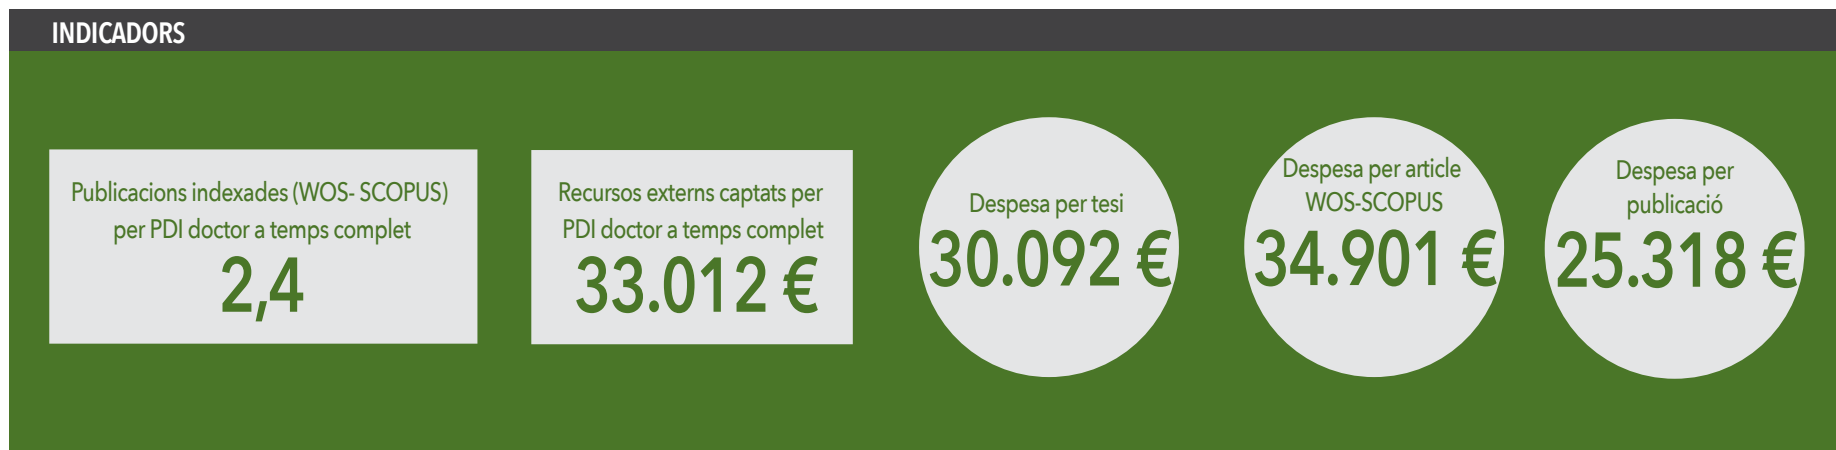 INDICADORS
Publicacions indexades (WOS- SCOPUS)
per PDI doctor a temps complet
2,4
Recursos externs captats per
PDI doctor a temps complet
33.012 €
Despesa per tesi
30.092 €
Despesa per article
WOS-SCOPUS
34.901 €
Despesa per
publicació
25.318 €